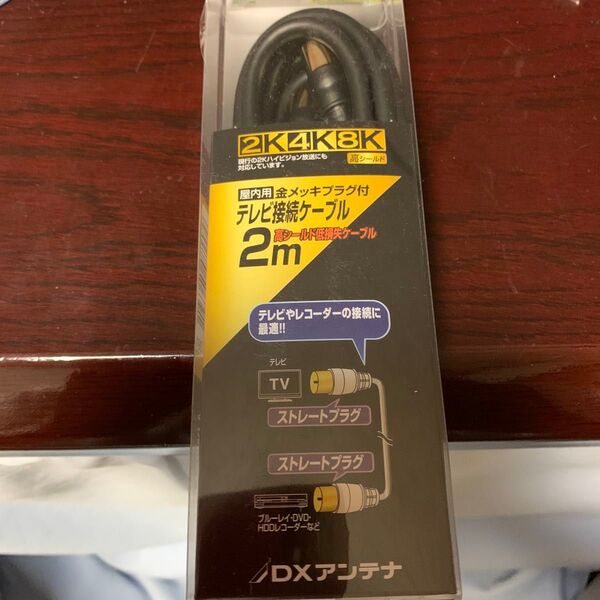 2K4K8K
現行の2Kハイビジョン放送にも
対応しています。
高シールド
屋内用 金メッキプラグ付
テレビ接続ケーブル
2m 高シールド低損失ケーブル
テレビやレコーダーの接続に
最適!!
テレビ
TV
ストレートプラグ
ストレートプラグ
ブルーレイ・DVD・
HDDレコーダーなど
DXアンテナ